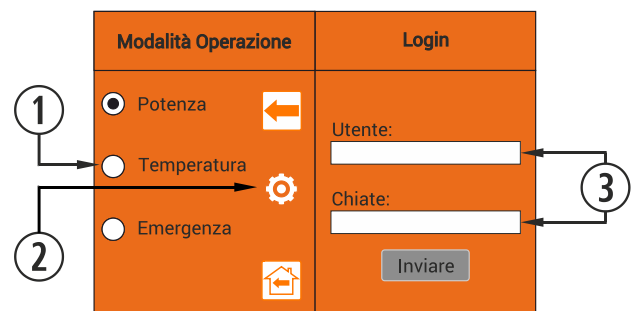 Modalità Operazione
Login
Potenza
Temperatura
Emergenza
Utente:
Chiate:
Inviare
1
2
3